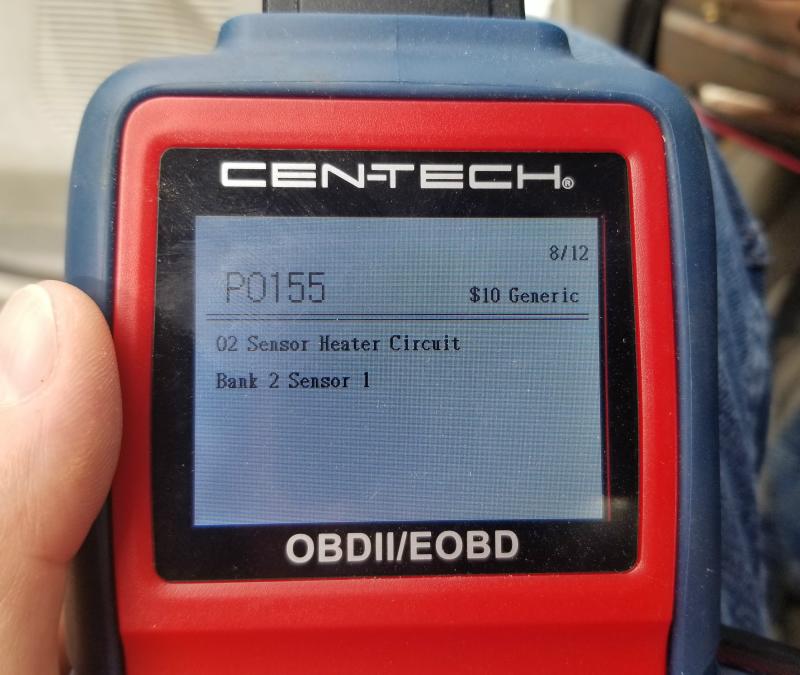 CEN-TECH®
8/12
P0155
$10 Generic
O2 Sensor Heater Circuit
Bank 2 Sensor 1
OBDII/EOBD